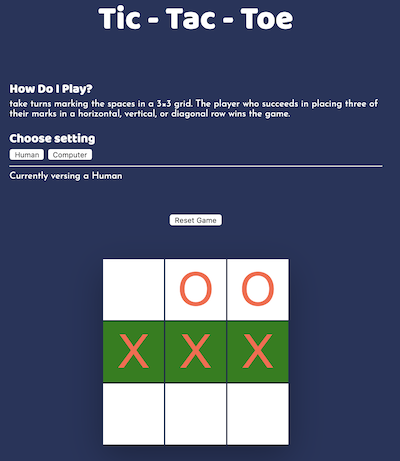 Tic - Tac - Toe
How Do I Play?
take turns marking the spaces in a 3×3 grid. The player who succeeds in placing three of
their marks in a horizontal, vertical, or diagonal row wins the game.
Choose setting
Human Computer
Currently versing a Human
Reset Game
O O
X X X